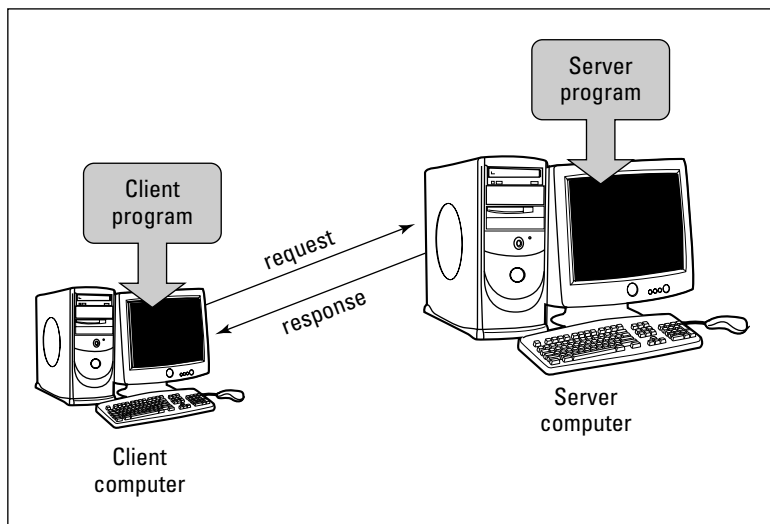 Server
program
Client
program
request
response
Server
computer
Client
computer